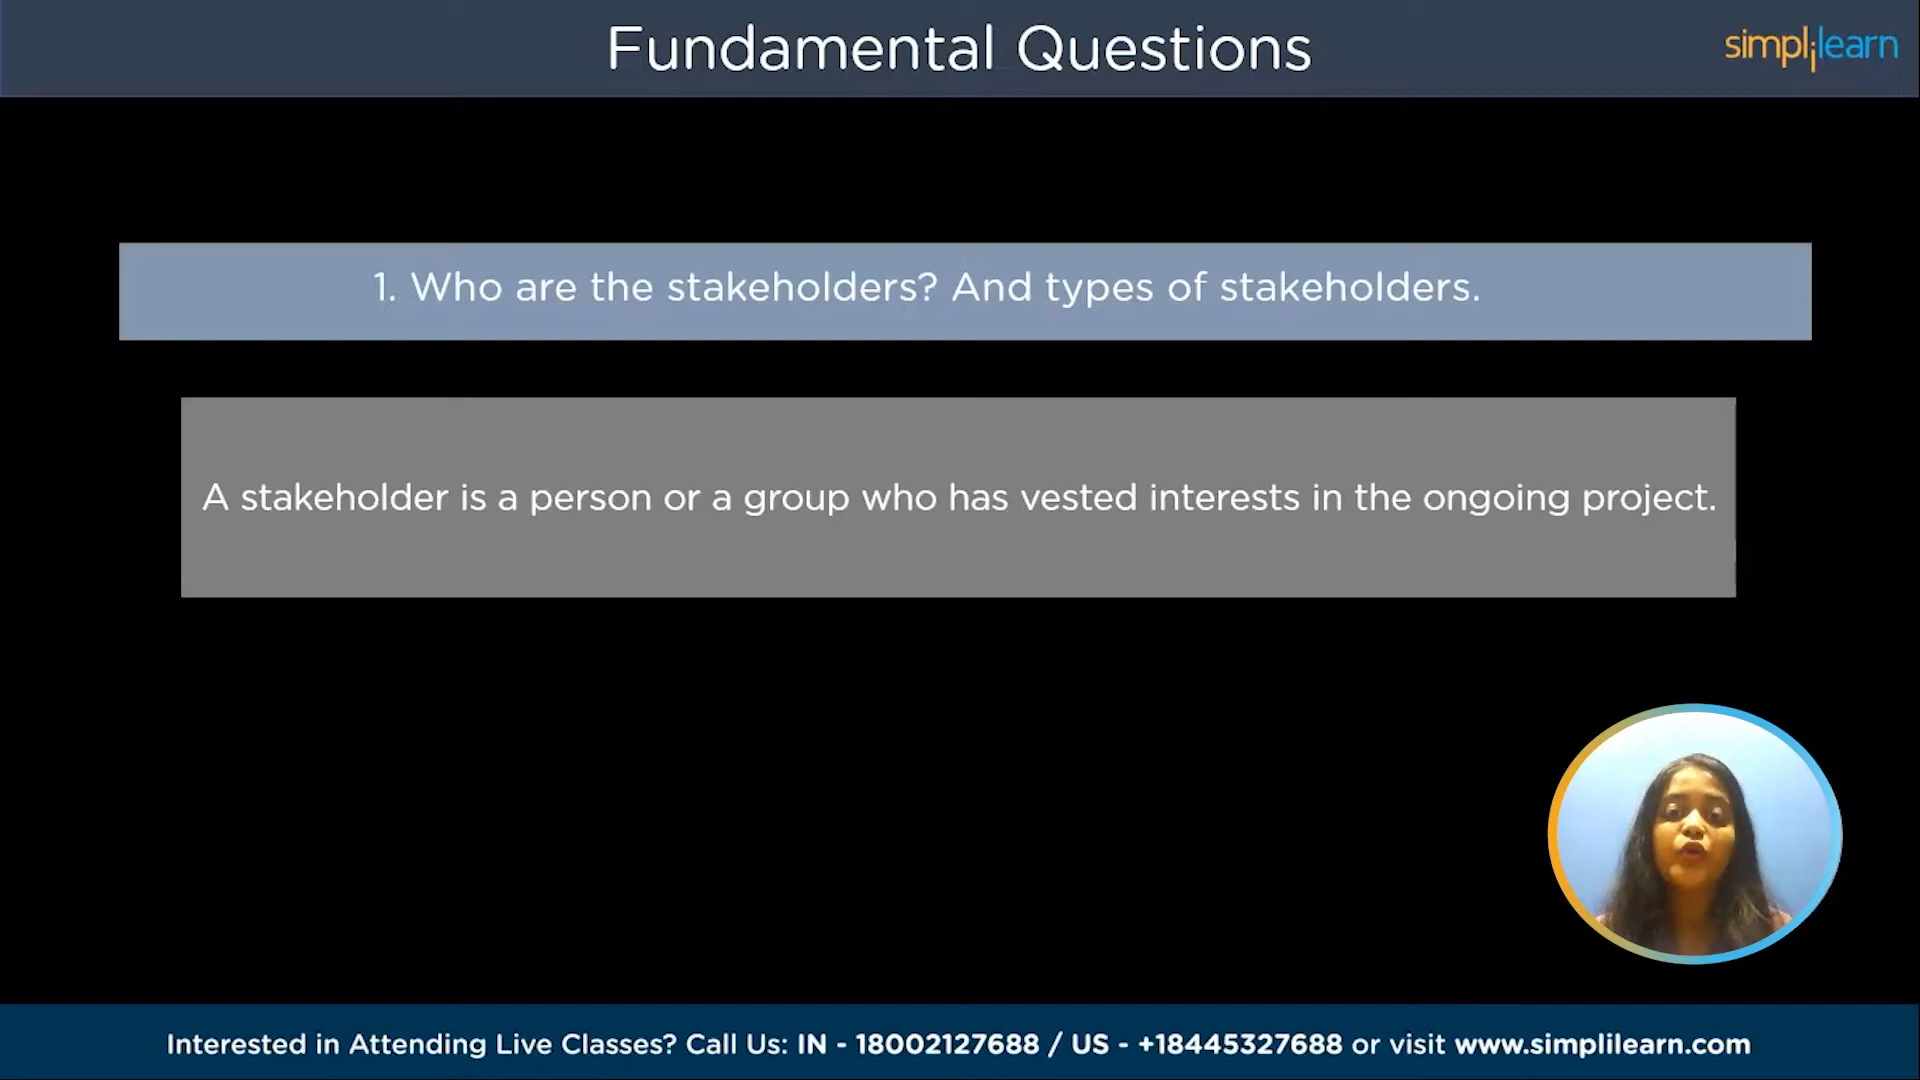 Fundamental Questions
simplilearn
1. Who are the stakeholders? And types of stakeholders.
A stakeholder is a person or a group who has vested interests in the ongoing project.
Interested in Attending Live Classes? Call Us: IN - 18002127688 / US - +18445327688 or visit www.simplilearn.com